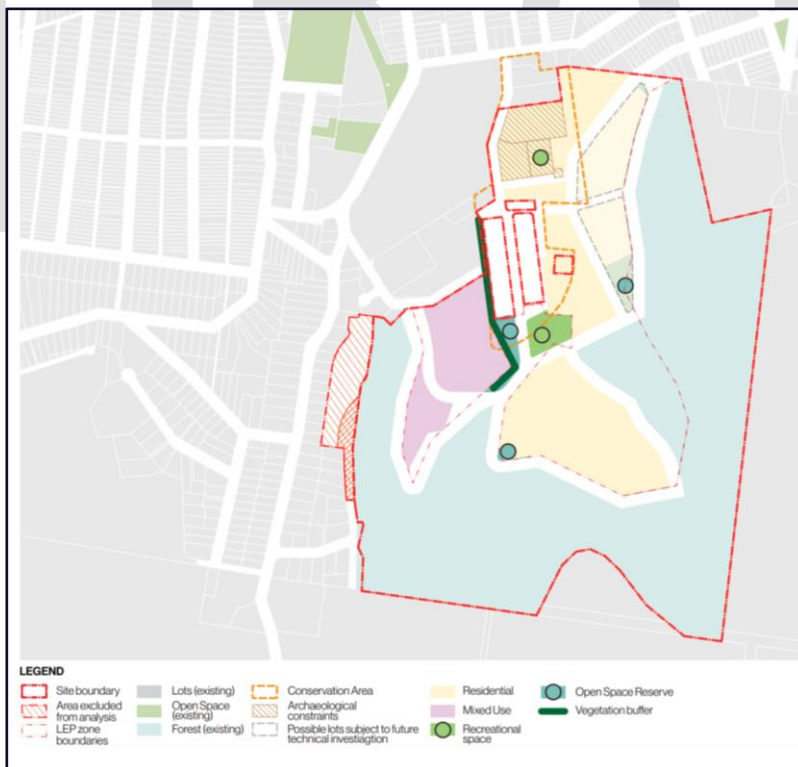 LEGEND
Site boundary
Area excluded
from analysis
LEP zone
boundaries
Lots (existing)
Open Space
(existing)
Forest (existing)
Conservation Area
Archaeological
constraints
Possible lots subject to future
technical investiagtion
Residential
Mixed Use
Recreational
space
Open Space Reserve
Vegetation buffer